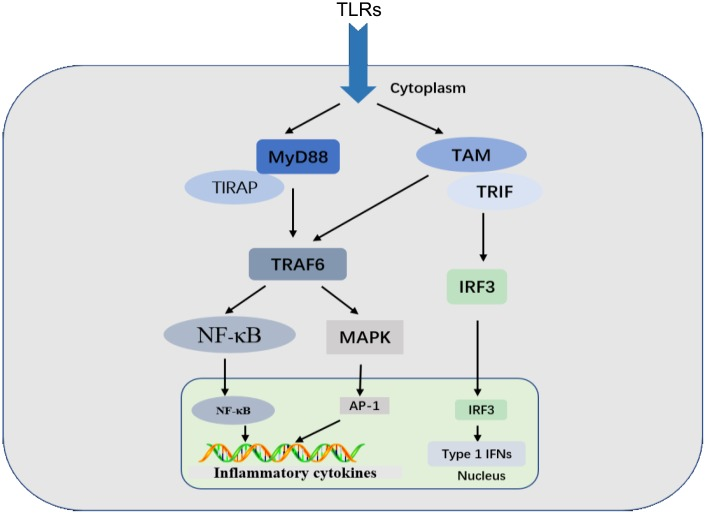 TLRs
Cytoplasm
MyD88
TAM
TIRAP
TRIF
TRAF6
IRF3
NF-κB
MAPK
NF-κB
AP-1
IRF3
Type 1 IFNs
Inflammatory cytokines
Nucleus